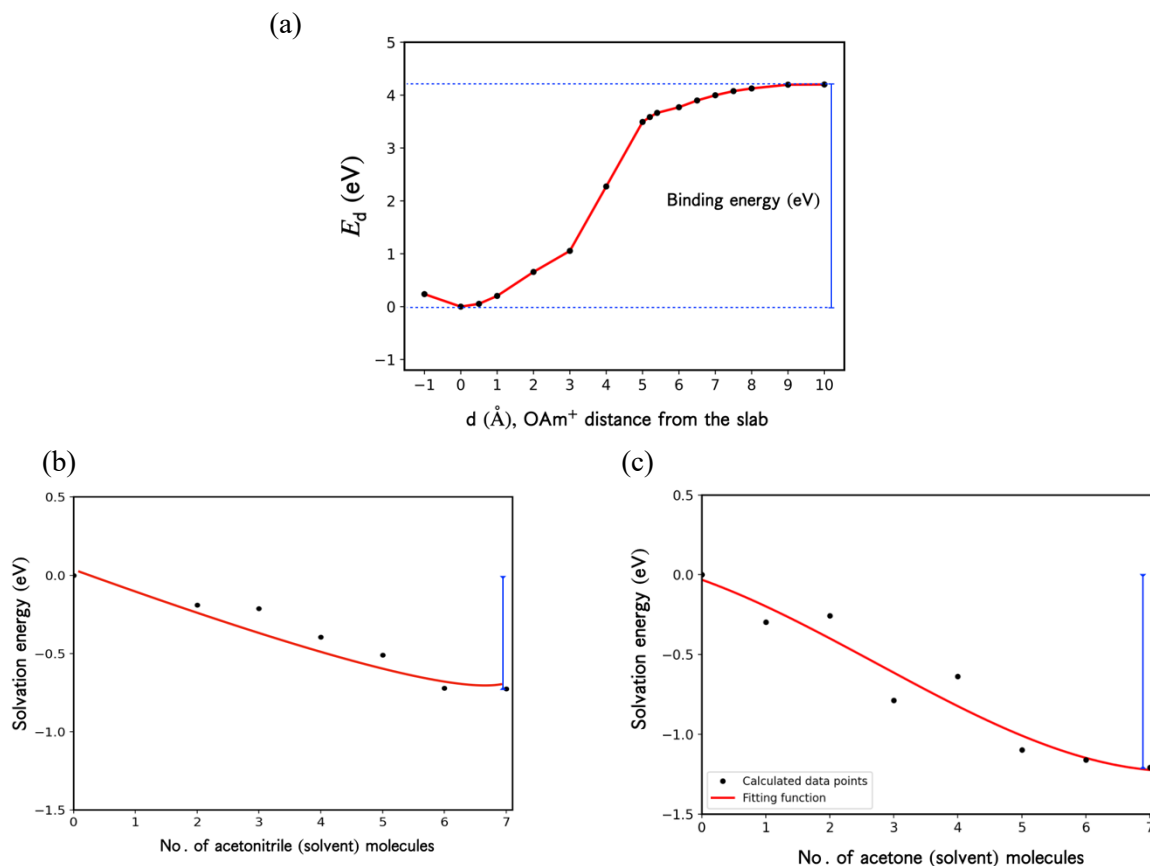 (a)
5
4
3
2
1
0
−1
E_d (eV)
Binding energy (eV)
−1 0 1 2 3 4 5 6 7 8 9 10
d (Å), OAm⁺ distance from the slab
(b)
0.5
0.0
−0.5
−1.0
−1.5
Solvation energy (eV)
0 2 3 4 5 6 7
No. of acetonitrile (solvent) molecules
(c)
0.5
0.0
−0.5
−1.0
−1.5
Solvation energy (eV)
Calculated data points
Fitting function
0 1 2 3 4 5 6 7
No. of acetone (solvent) molecules